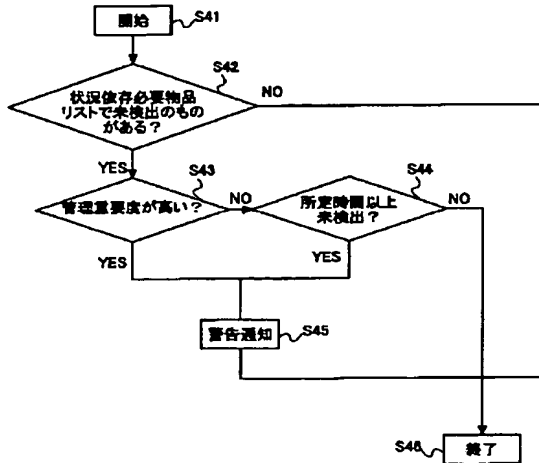 開始
S41
状況依存必要物品
リストで未検出のもの
がある？
S42
NO
YES
管理重要度が高い？
S43
NO
所定時間以上
未検出？
S44
NO
YES
YES
警告通知
S45
S46
終了